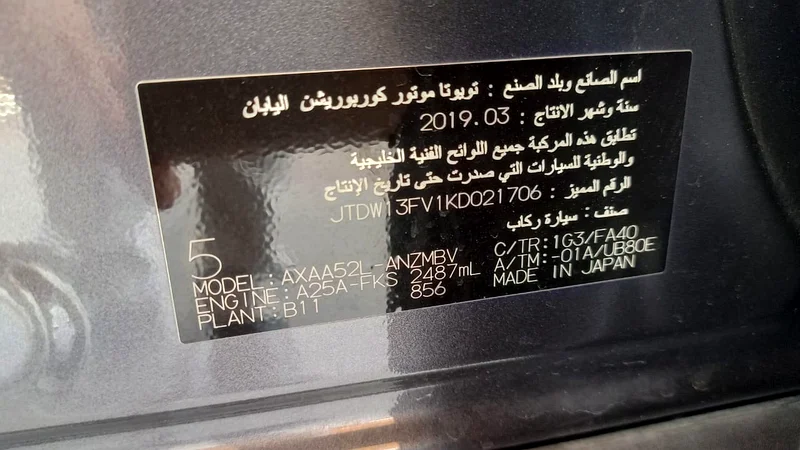 اسم الصانع وبلد الصنع : تويوتا موتور كوربوريشن اليابان
سنة وشهر الانتاج : 2019.03
تطابق هذه المركبة جميع اللوائح الفنية الخليجية
والوطنية للسيارات التي صدرت حتى تاريخ الإنتاج
الرقم المميز : JTDW13FV1KD021706
صنف: سيارة ركاب
5
MODEL:AXAA52L-ANZMBV C/TR:1G3/FA40
ENGINE:A25A-FKS 2487mL A/TM:-01A/UB80E
PLANT:B11 856 MADE IN JAPAN